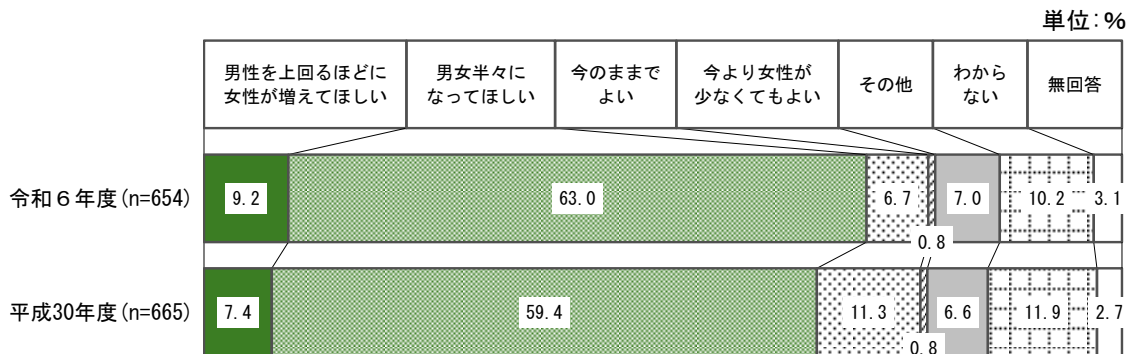 単位:%
男性を上回るほどに
女性が増えてほしい
男女半々に
なってほしい
今のままで
よい
今より女性が
少なくてもよい
その他
わから
ない
無回答
令和6年度(n=654)
9.2
63.0
6.7
0.8
7.0
10.2
3.1
平成30年度(n=665)
7.4
59.4
11.3
0.8
6.6
11.9
2.7